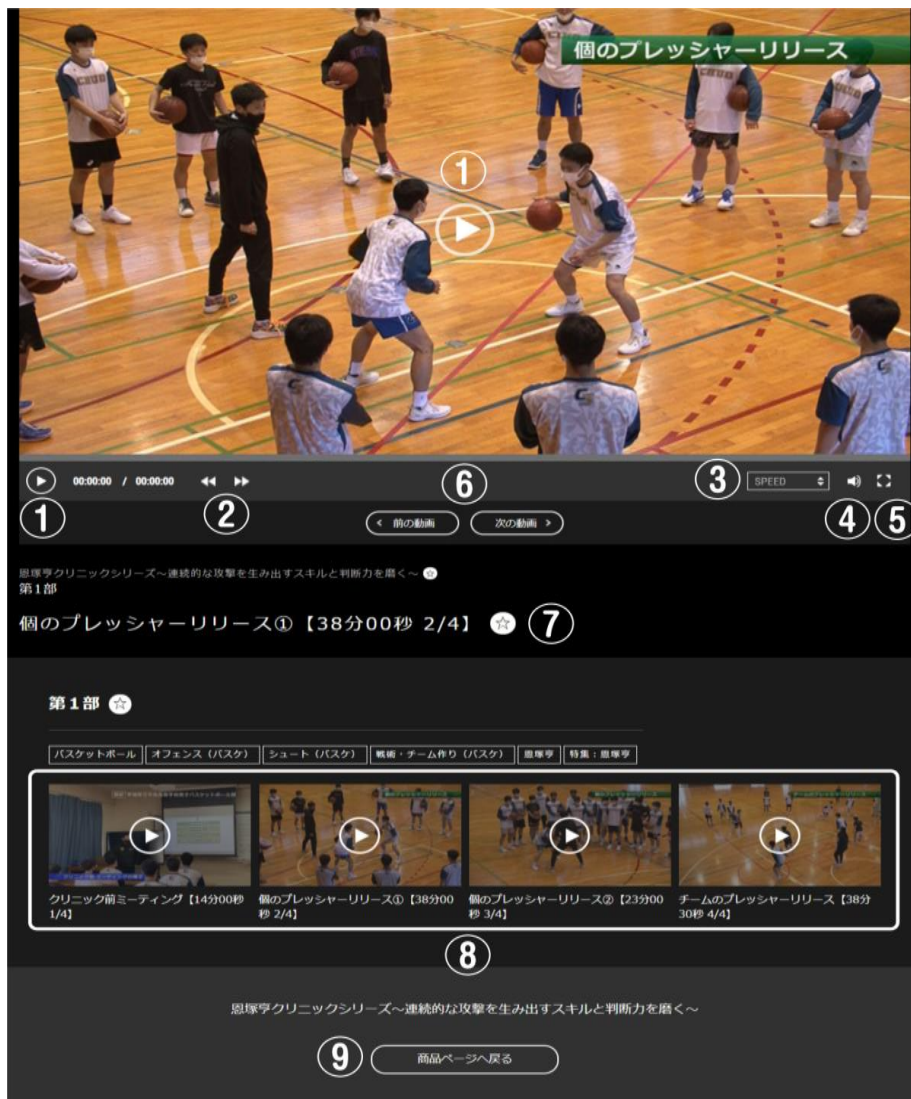 個のプレッシャーリリース
①
① 00:00:00 / 00:00:00 ② ⑥ ③ SPEED ④ ⑤
< 前の動画 次の動画 >
恩塚亨クリニックシリーズ～連続的な攻撃を生み出すスキルと判断力を磨く～ ☆
第1部
個のプレッシャーリリース①【38分00秒 2/4】 ☆ ⑦
第1部 ☆
バスケットボール オフェンス（バスケ） シュート（バスケ） 戦術・チーム作り（バスケ） 恩塚亨 特集：恩塚亨
クリニック前ミーティング【14分00秒
1/4】
個のプレッシャーリリース①【38分00
秒 2/4】
個のプレッシャーリリース②【23分00
秒 3/4】
チームのプレッシャーリリース【38分
30秒 4/4】
⑧
恩塚亨クリニックシリーズ～連続的な攻撃を生み出すスキルと判断力を磨く～
⑨ 商品ページへ戻る